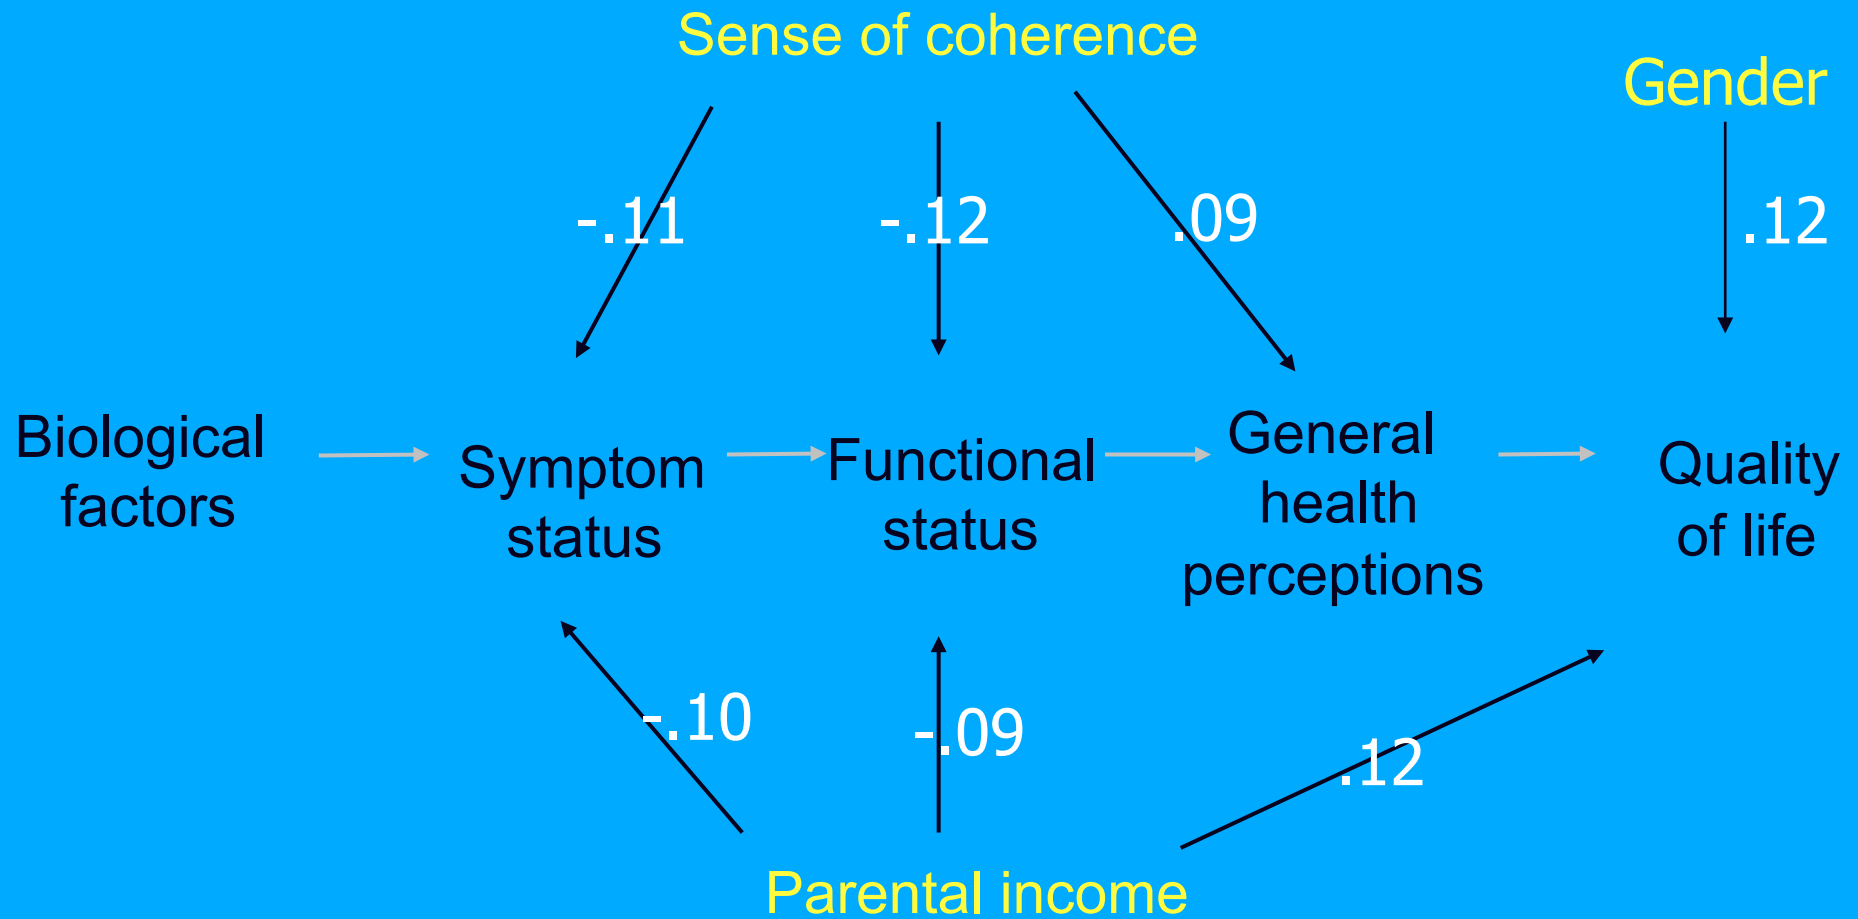 Sense of coherence
Gender
-.11
-.12
.09
.12
Biological
factors
Symptom
status
Functional
status
General
health
perceptions
Quality
of life
-.10
-.09
.12
Parental income